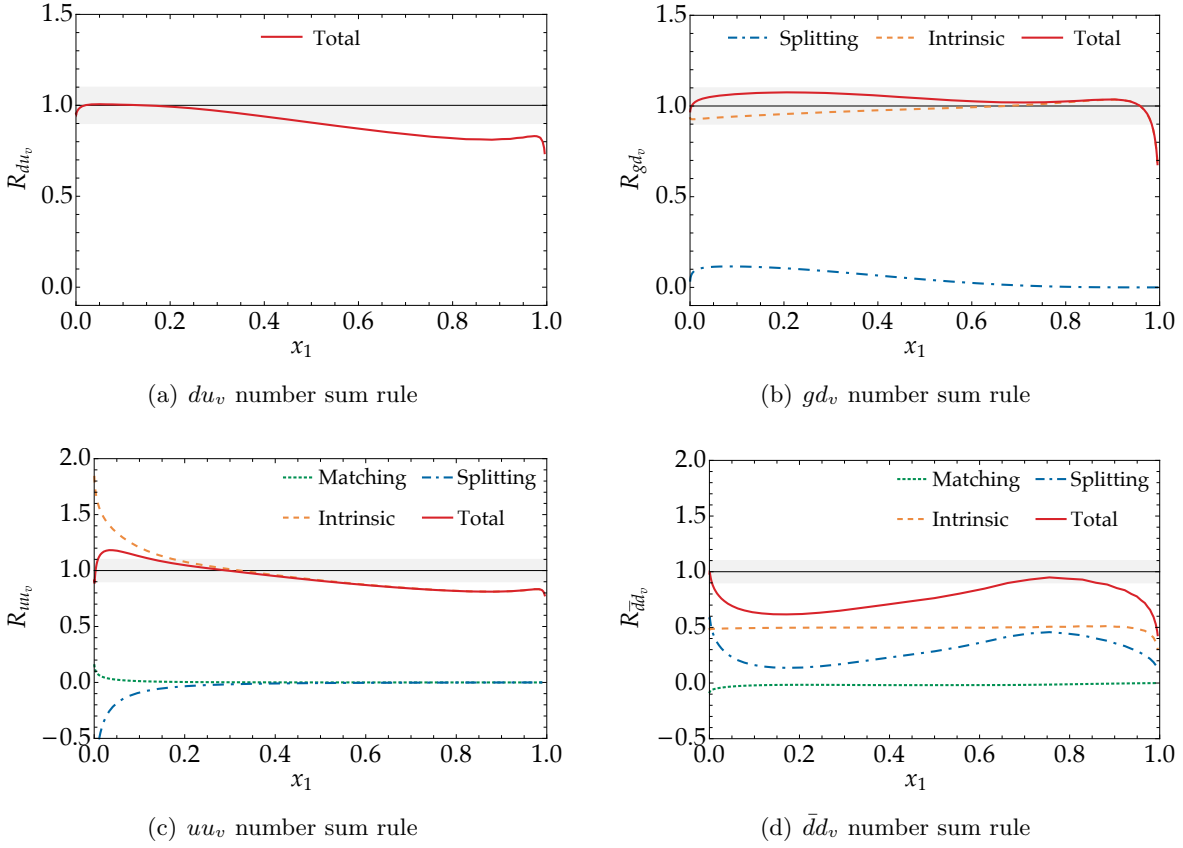 Total
1.5
1.0
0.5
0.0
R_{du_v}
0.0 0.2 0.4 0.6 0.8 1.0
x_1
(a) du_v number sum rule
Splitting Intrinsic Total
1.5
1.0
0.5
0.0
R_{gd_v}
0.0 0.2 0.4 0.6 0.8 1.0
x_1
(b) gd_v number sum rule
Matching Splitting
Intrinsic Total
2.0
1.5
1.0
0.5
0.0
−0.5
R_{uu_v}
0.0 0.2 0.4 0.6 0.8 1.0
x_1
(c) uu_v number sum rule
Matching Splitting
Intrinsic Total
2.0
1.5
1.0
0.5
0.0
−0.5
R_{d̄d_v}
0.0 0.2 0.4 0.6 0.8 1.0
x_1
(d) d̄d_v number sum rule